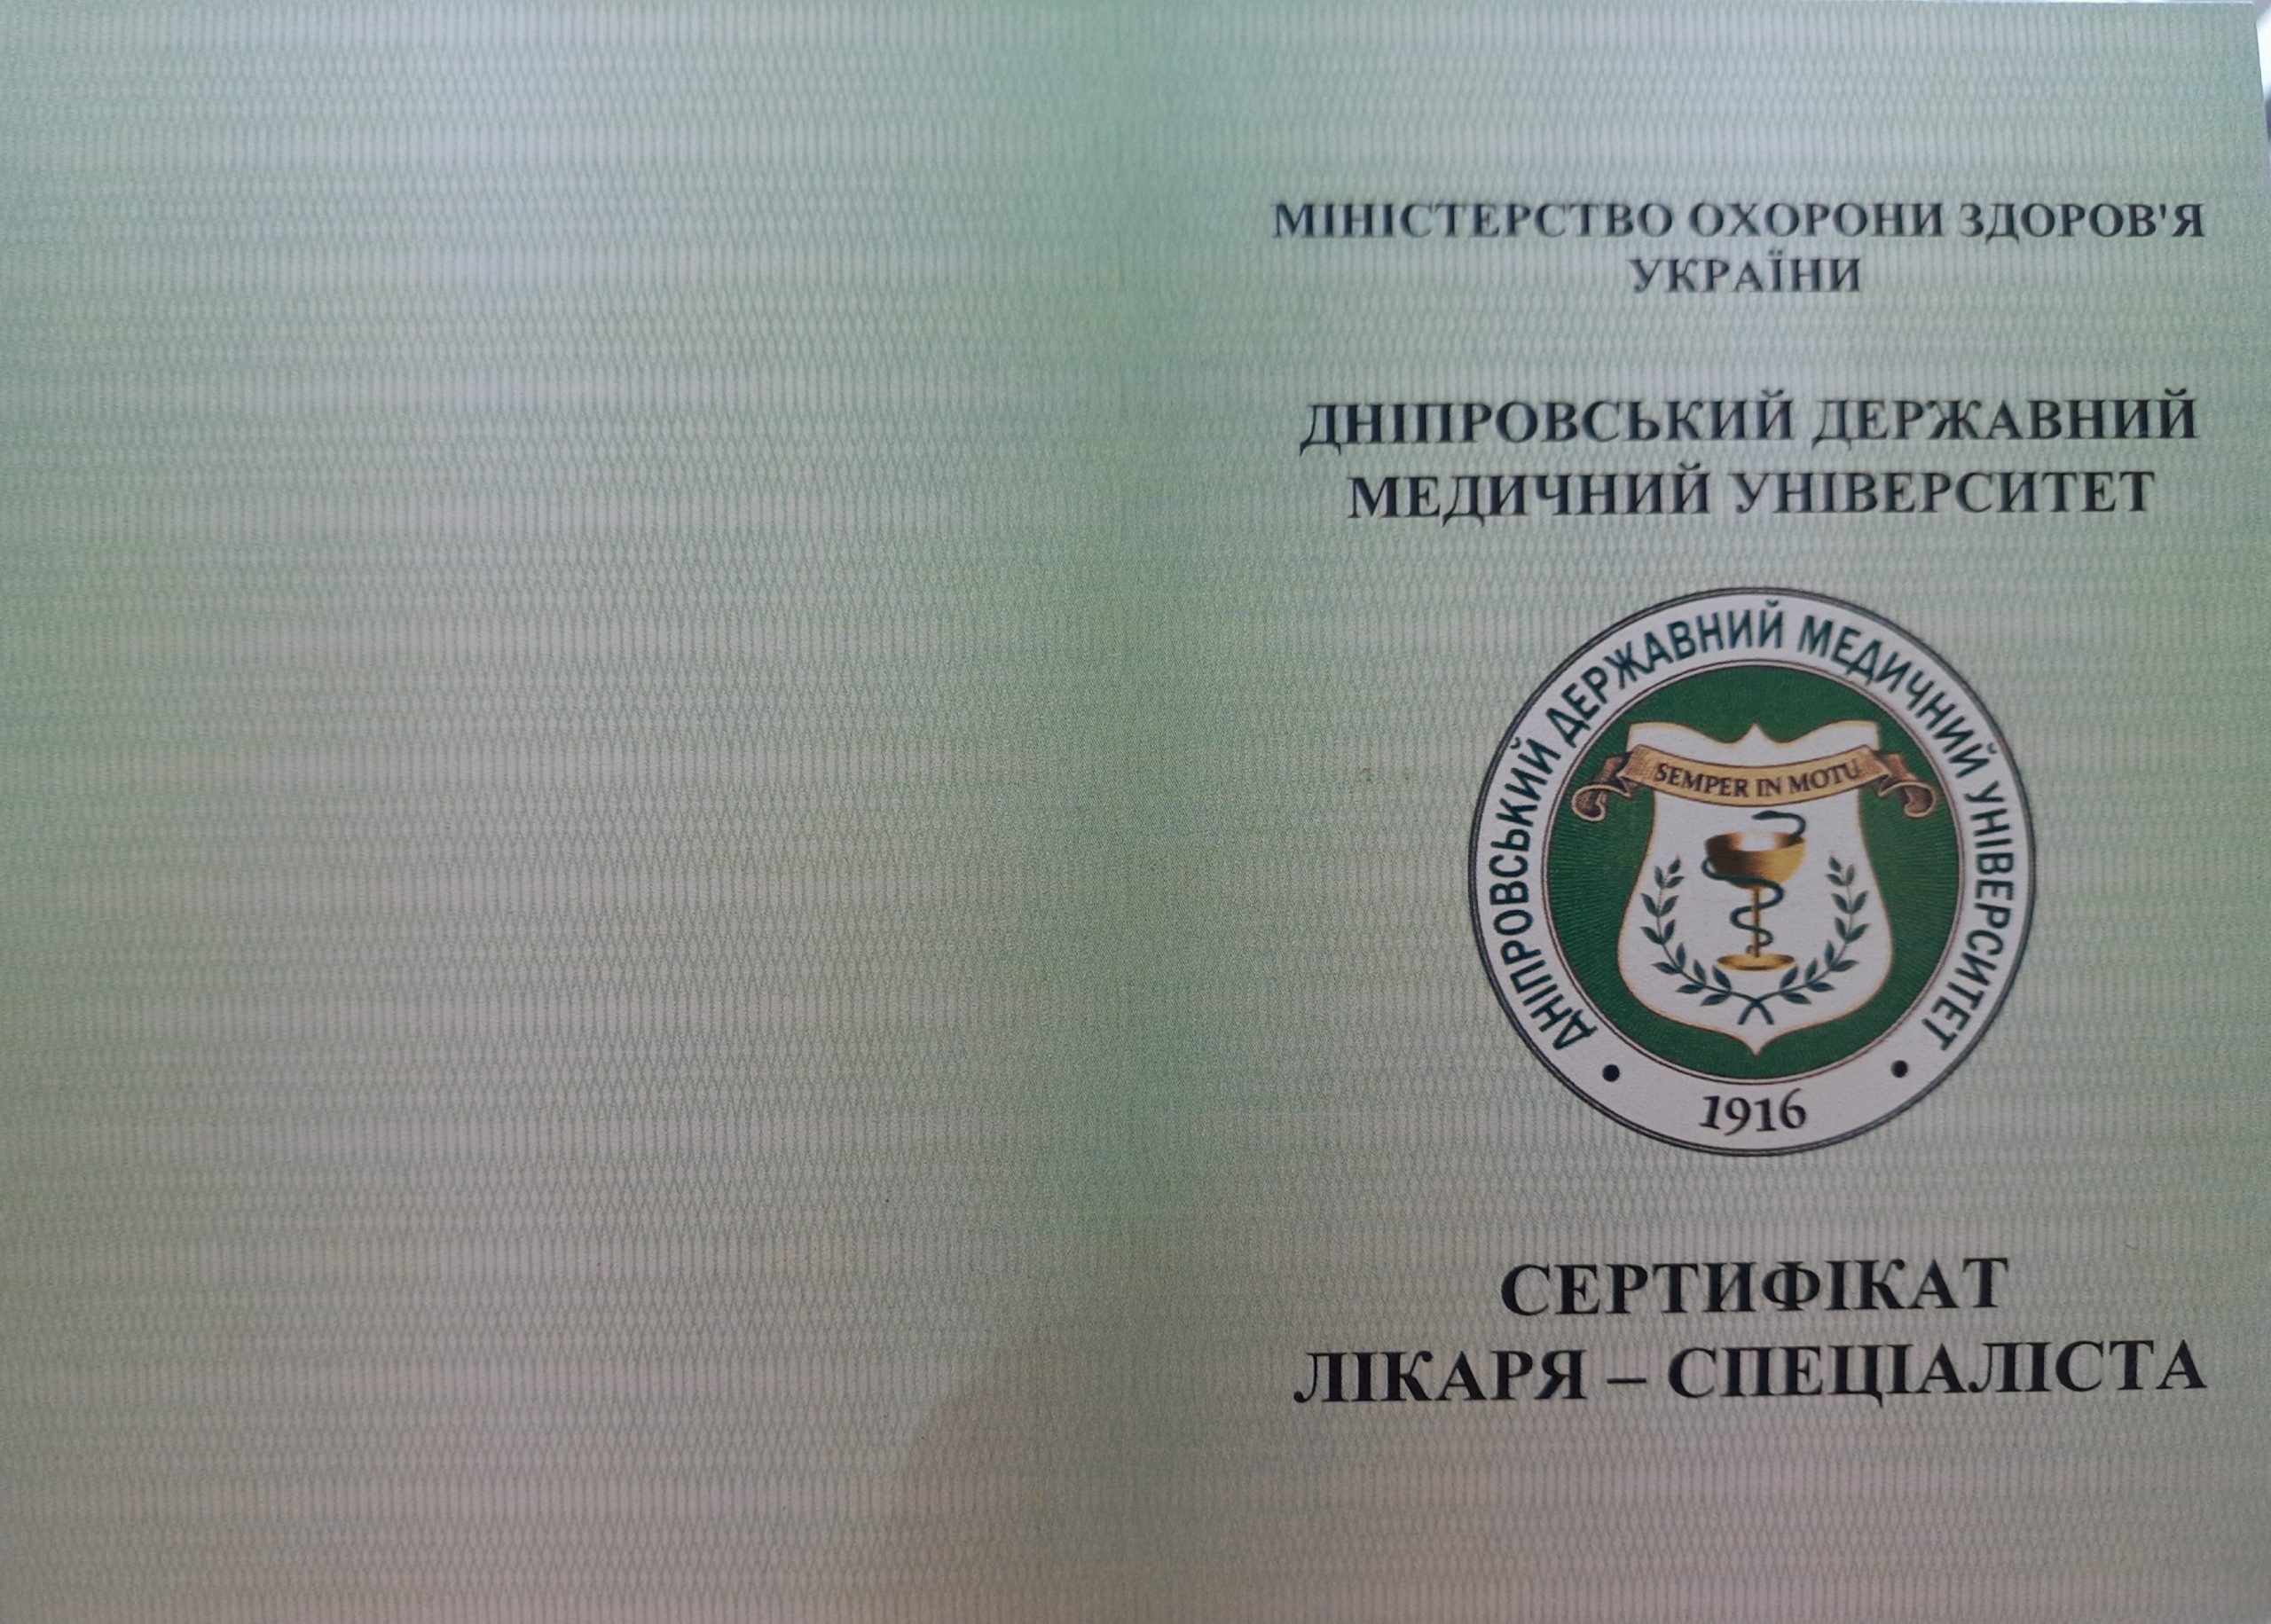 МІНІСТЕРСТВО ОХОРОНИ ЗДОРОВ'Я
УКРАЇНИ
ДНІПРОВСЬКИЙ ДЕРЖАВНИЙ
МЕДИЧНИЙ УНІВЕРСИТЕТ
ДНІПРОВСЬКИЙ ДЕРЖАВНИЙ МЕДИЧНИЙ УНІВЕРСИТЕТ
SEMPER IN MOTU
• 1916 •
СЕРТИФІКАТ
ЛІКАРЯ – СПЕЦІАЛІСТА